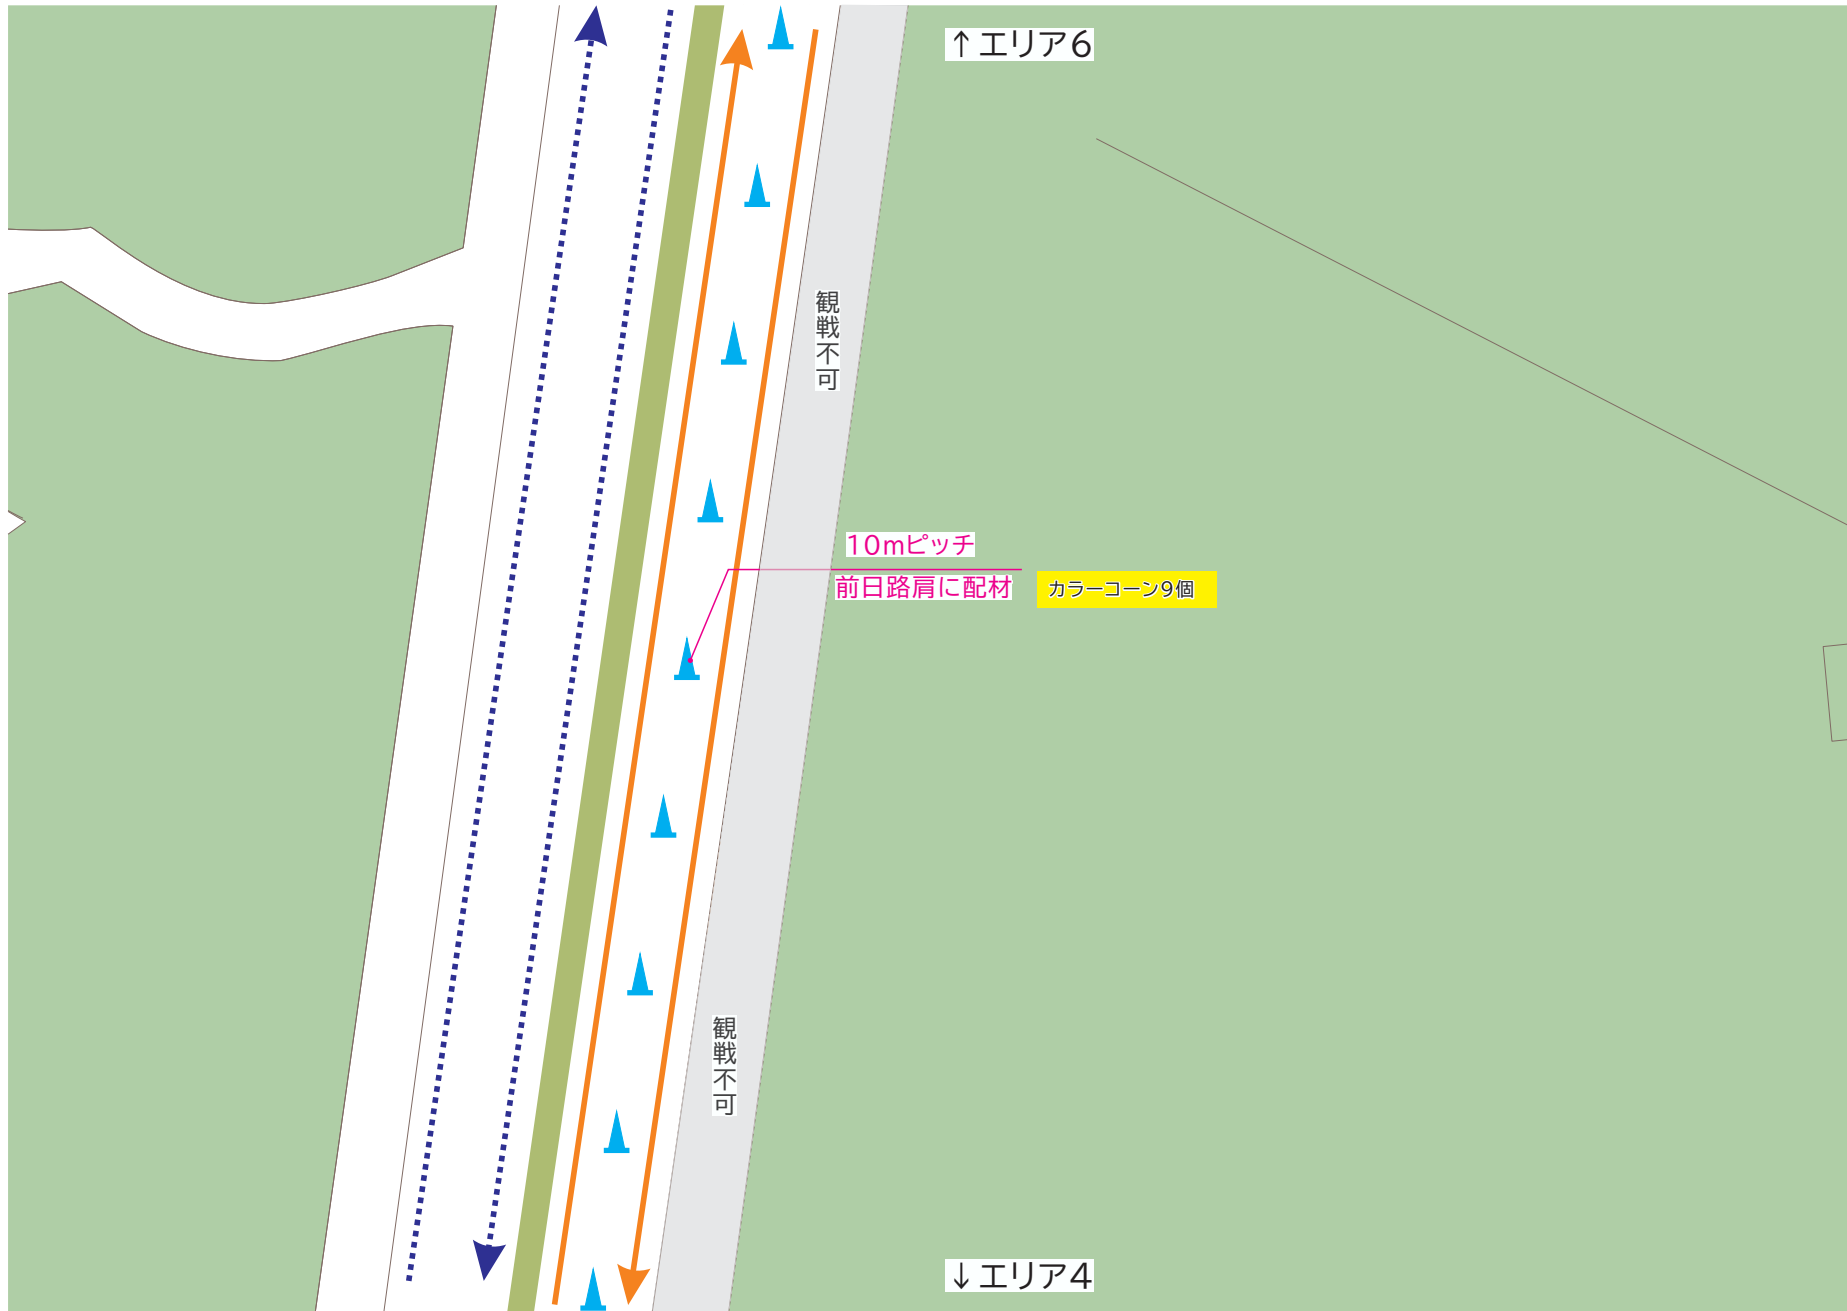 ↑エリア6
観戦不可
10mピッチ
前日路肩に配材
カラーコーン9個
観戦不可
↓エリア4